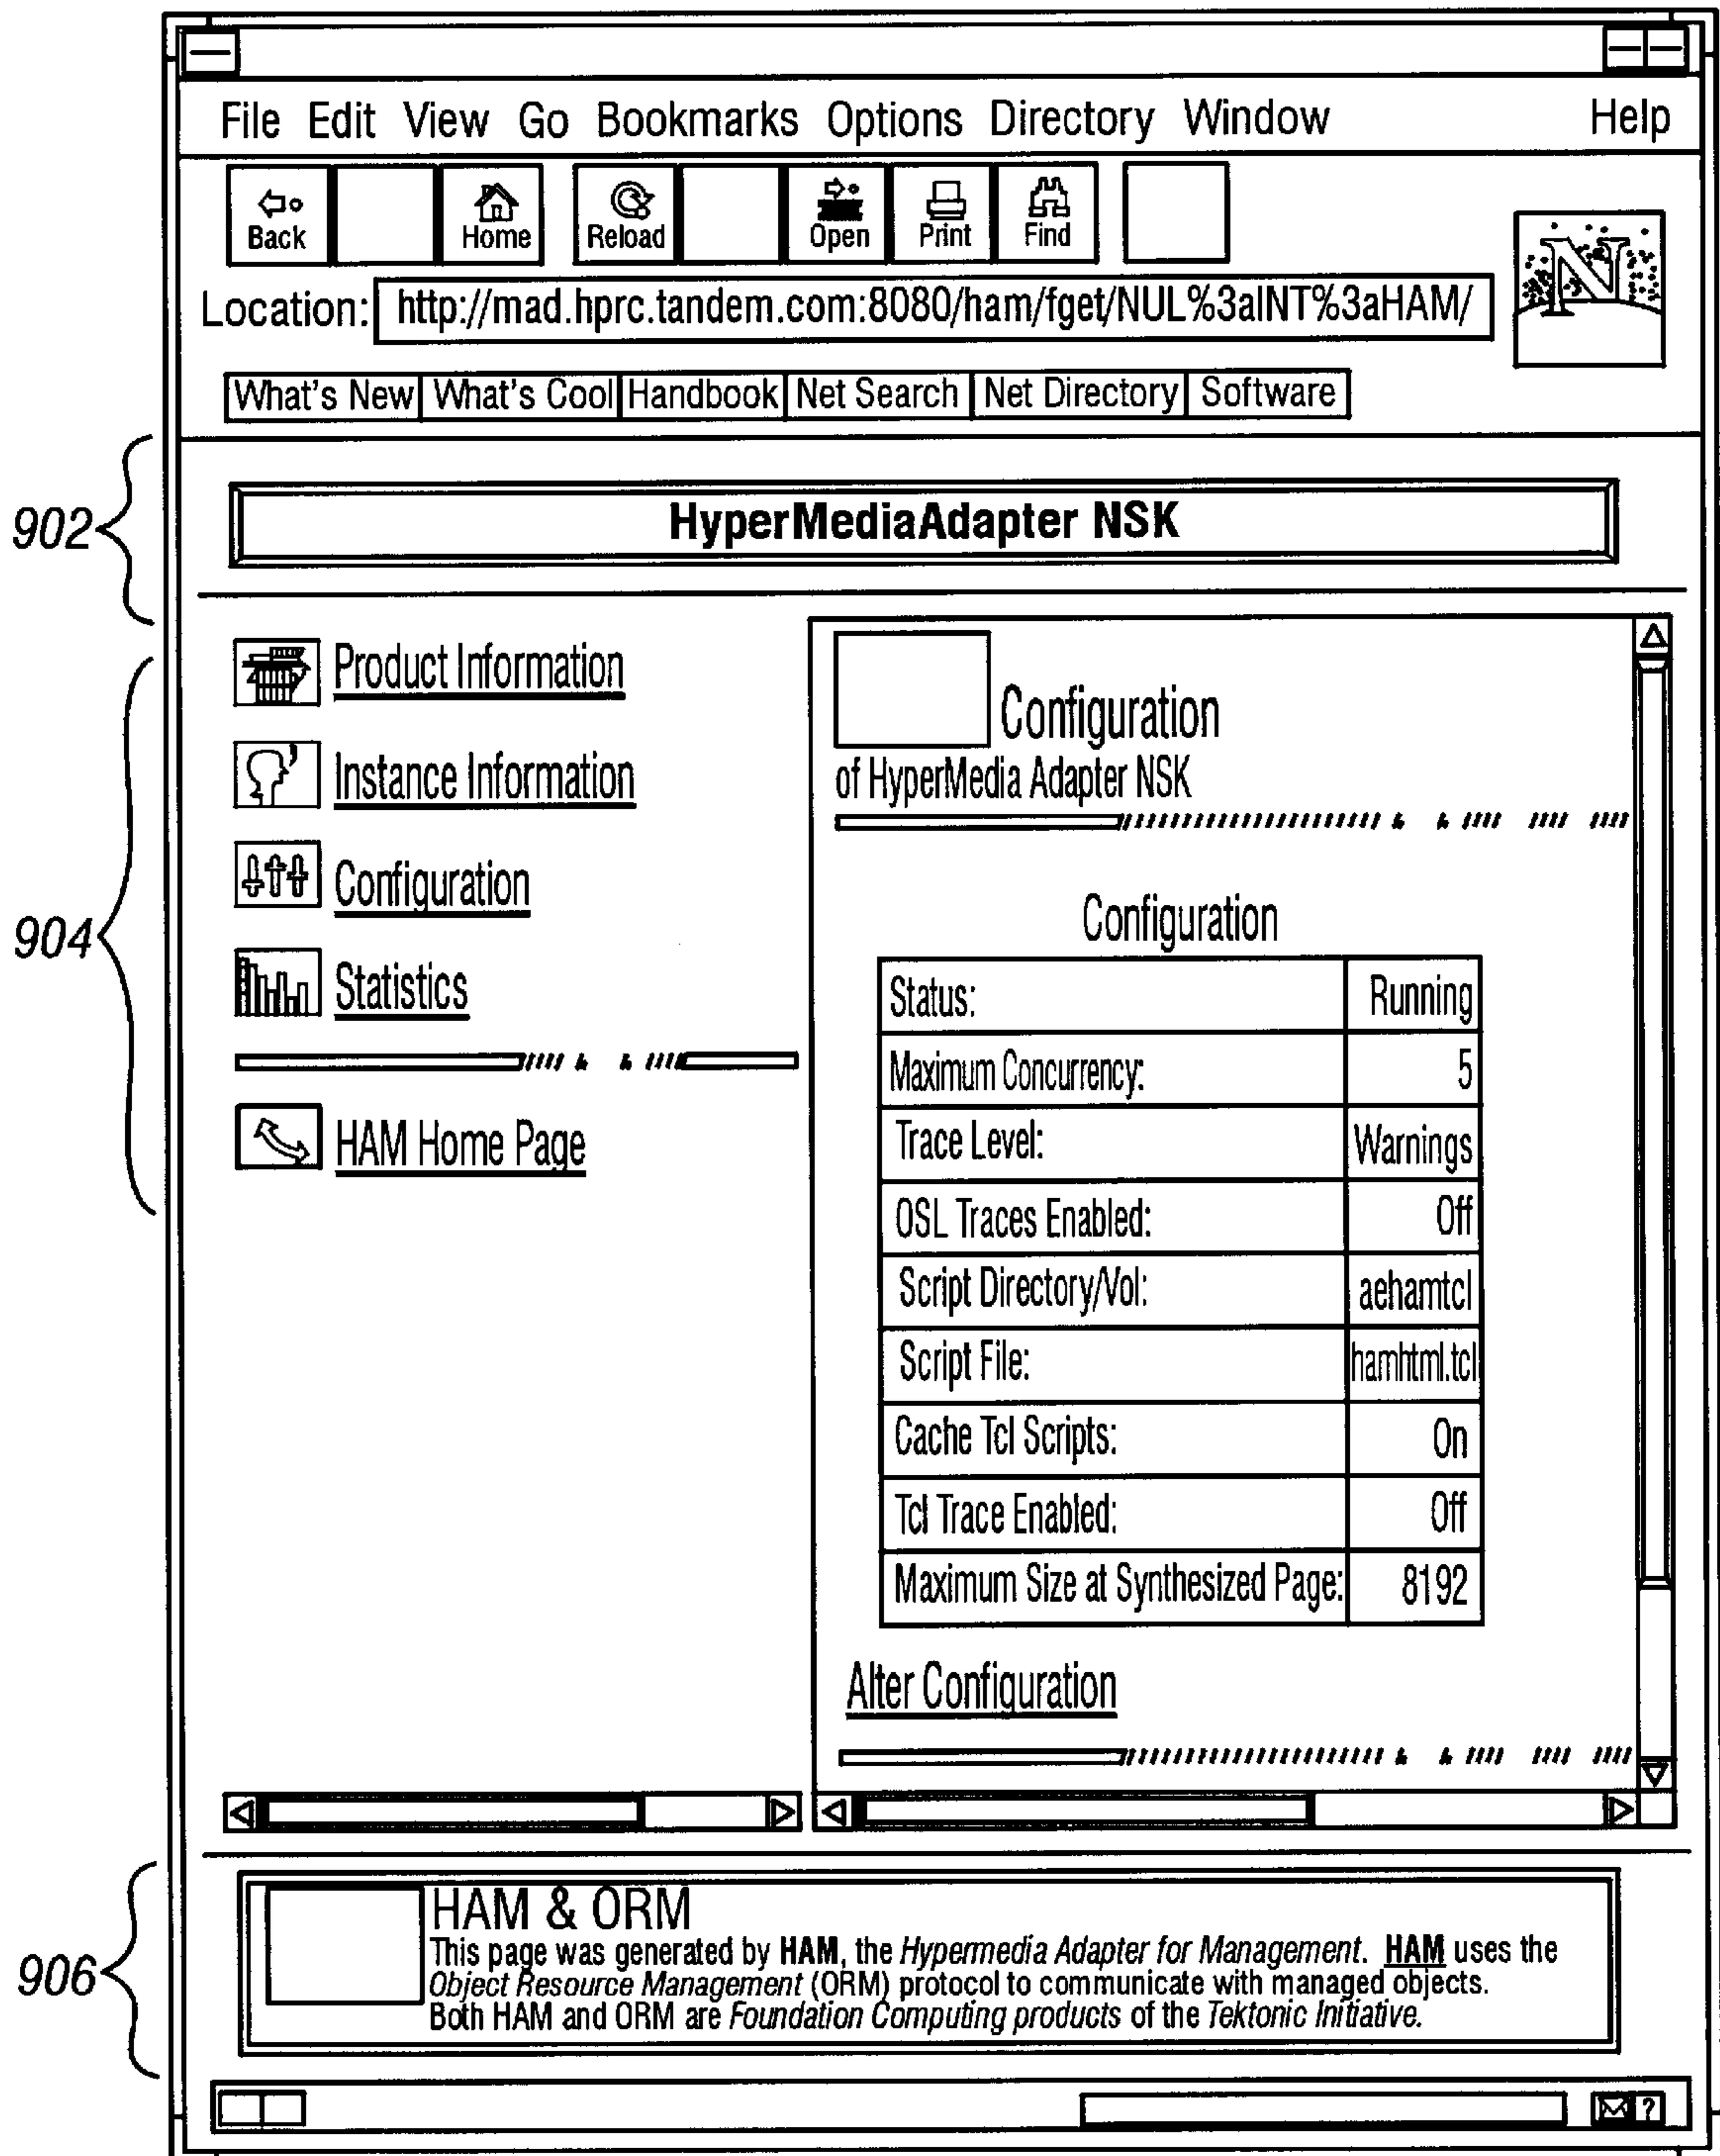 File Edit View Go Bookmarks Options Directory Window Help
Back Home Reload Open Print Find
N
Location: http://mad.hprc.tandem.com:8080/ham/fget/NUL%3aINT%3aHAM/
What's New What's Cool Handbook Net Search Net Directory Software
902
HyperMediaAdapter NSK
904
Product Information
Instance Information
Configuration
Statistics
HAM Home Page
Configuration
of HyperMedia Adapter NSK
Configuration
Status: Running
Maximum Concurrency: 5
Trace Level: Warnings
OSL Traces Enabled: Off
Script Directory/Vol: aehamtcl
Script File: hamhtml.tcl
Cache Tcl Scripts: On
Tcl Trace Enabled: Off
Maximum Size at Synthesized Page: 8192
Alter Configuration
906
HAM & ORM
This page was generated by HAM, the Hypermedia Adapter for Management. HAM uses the
Object Resource Management (ORM) protocol to communicate with managed objects.
Both HAM and ORM are Foundation Computing products of the Tektonic Initiative.
?